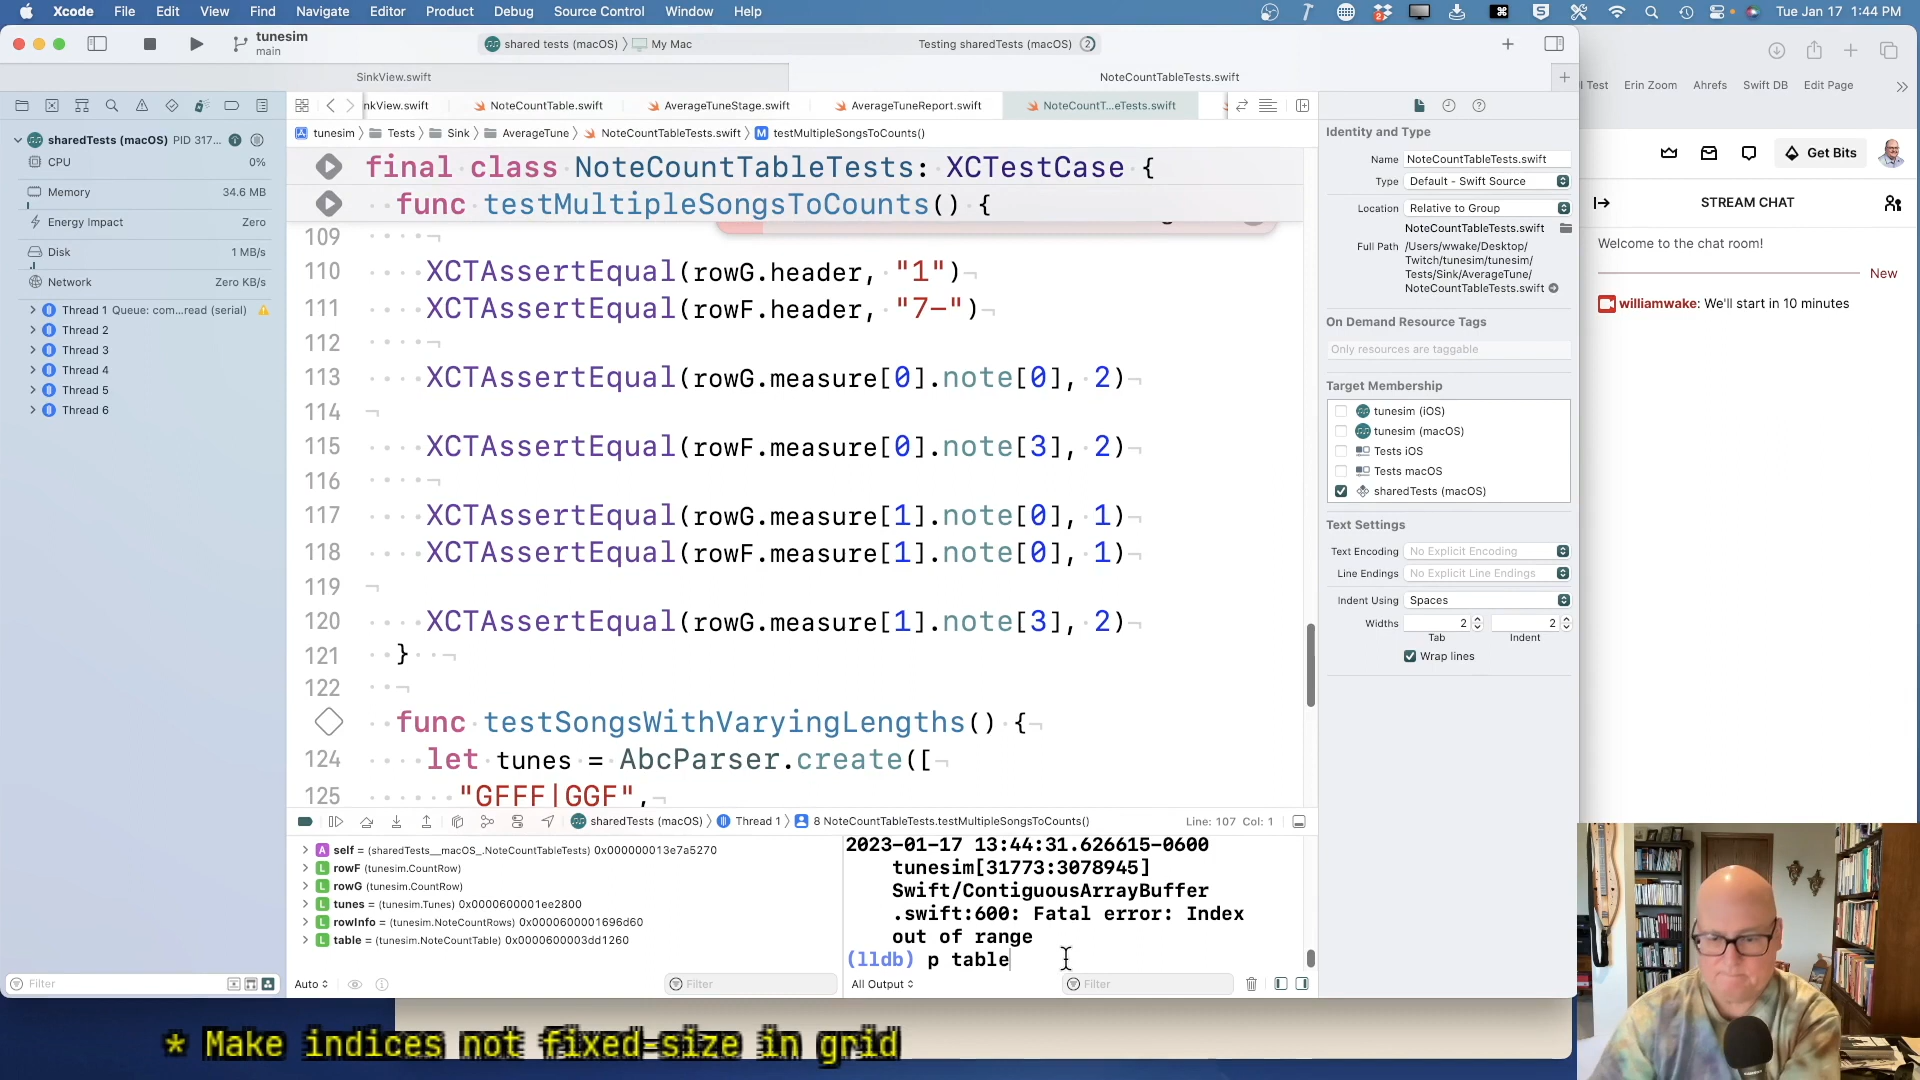 Xcode File Edit View Find Navigate Editor Product Debug Source Control Window Help Tue Jan 17 1:44 PM
tunesim
main
shared tests (macOS) My Mac
Testing sharedTests (macOS) 2
SinkView.swift
NoteCountTableTests.swift
nkView.swift NoteCountTable.swift AverageTuneStage.swift AverageTuneReport.swift NoteCountT...eTests.swift
tunesim Tests Sink AverageTune NoteCountTableTests.swift M testMultipleSongsToCounts()
sharedTests (macOS) PID 317...
CPU 0%
Memory 34.6 MB
Energy Impact Zero
Disk 1 MB/s
Network Zero KB/s
Thread 1 Queue: com...read (serial)
Thread 2
Thread 3
Thread 4
Thread 5
Thread 6
Filter
final class NoteCountTableTests: XCTestCase {
func testMultipleSongsToCounts() {
109
110 XCTAssertEqual(rowG.header, "1")
111 XCTAssertEqual(rowF.header, "7-")
112
113 XCTAssertEqual(rowG.measure[0].note[0], 2)
114
115 XCTAssertEqual(rowF.measure[0].note[3], 2)
116
117 XCTAssertEqual(rowG.measure[1].note[0], 1)
118 XCTAssertEqual(rowF.measure[1].note[0], 1)
119
120 XCTAssertEqual(rowG.measure[1].note[3], 2)
121 }
122
func testSongsWithVaryingLengths() {
124 let tunes = AbcParser.create([
125 "GFFF|GGF",
sharedTests (macOS) Thread 1 8 NoteCountTableTests.testMultipleSongsToCounts() Line: 107 Col: 1
A self = (sharedTests__macOS_.NoteCountTableTests) 0x000000013e7a5270
L rowF (tunesim.CountRow)
L rowG (tunesim.CountRow)
L tunes = (tunesim.Tunes) 0x0000600001ee2800
L rowInfo = (tunesim.NoteCountRows) 0x0000600001696d60
L table = (tunesim.NoteCountTable) 0x0000600003dd1260
Auto Filter
2023-01-17 13:44:31.626615-0600
tunesim[31773:3078945]
Swift/ContiguousArrayBuffer
.swift:600: Fatal error: Index
out of range
(lldb) p table
All Output Filter
Identity and Type
Name NoteCountTableTests.swift
Type Default - Swift Source
Location Relative to Group
NoteCountTableTests.swift
Full Path /Users/wwake/Desktop/
Twitch/tunesim/tunesim/
Tests/Sink/AverageTune/
NoteCountTableTests.swift
On Demand Resource Tags
Only resources are taggable
Target Membership
tunesim (iOS)
tunesim (macOS)
Tests iOS
Tests macOS
sharedTests (macOS)
Text Settings
Text Encoding No Explicit Encoding
Line Endings No Explicit Line Endings
Indent Using Spaces
Widths 2 2
Tab Indent
Wrap lines
l Test Erin Zoom Ahrefs Swift DB Edit Page
Get Bits
STREAM CHAT
Welcome to the chat room!
New
williamwake: We'll start in 10 minutes
* Make indices not fixed-size in grid